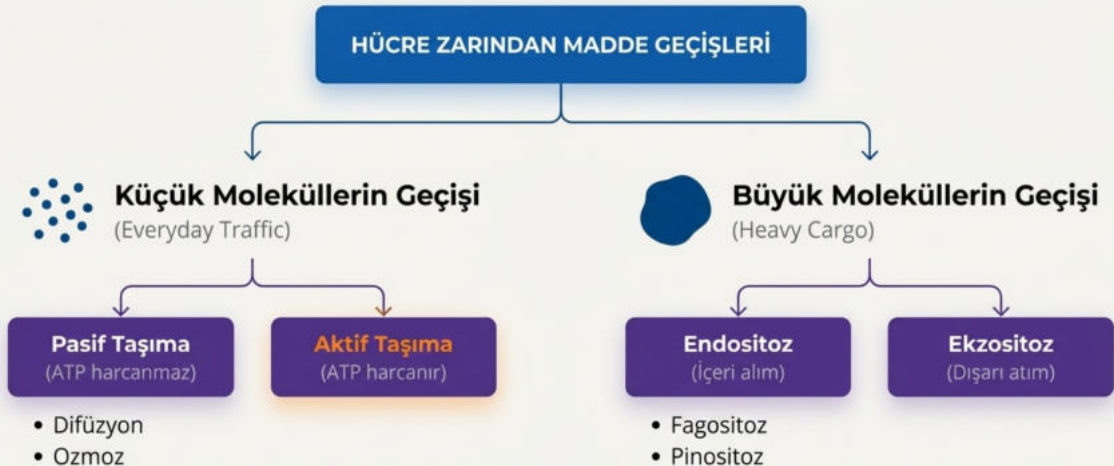 HÜCRE ZARINDAN MADDE GEÇİŞLERİ
Küçük Moleküllerin Geçişi
(Everyday Traffic)
Büyük Moleküllerin Geçişi
(Heavy Cargo)
Pasif Taşıma
(ATP harcanmaz)
Aktif Taşıma
(ATP harcanır)
Endositoz
(İçeri alım)
Ekzositoz
(Dışarı atım)
• Difüzyon
• Ozmoz
• Fagositoz
• Pinositoz